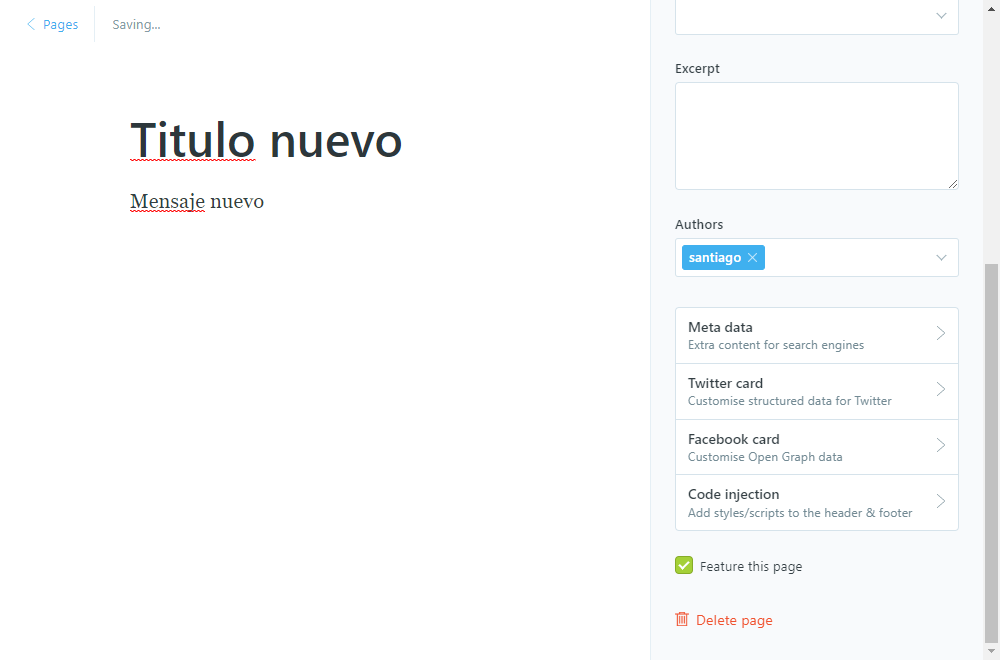 Pages
Saving...
Titulo nuevo
Mensaje nuevo
Excerpt
Authors
santiago
Meta data
Extra content for search engines
Twitter card
Customise structured data for Twitter
Facebook card
Customise Open Graph data
Code injection
Add styles/scripts to the header & footer
Feature this page
Delete page